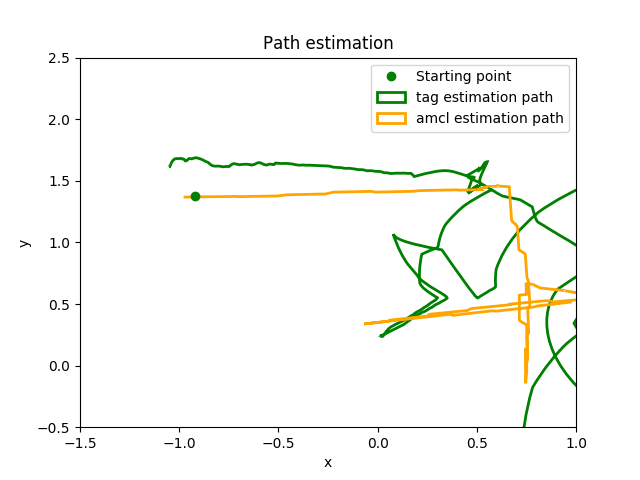 Path estimation
Starting point
tag estimation path
amcl estimation path
2.5
2.0
1.5
1.0
0.5
0.0
−0.5
y
−1.5
−1.0
−0.5
0.0
0.5
1.0
x